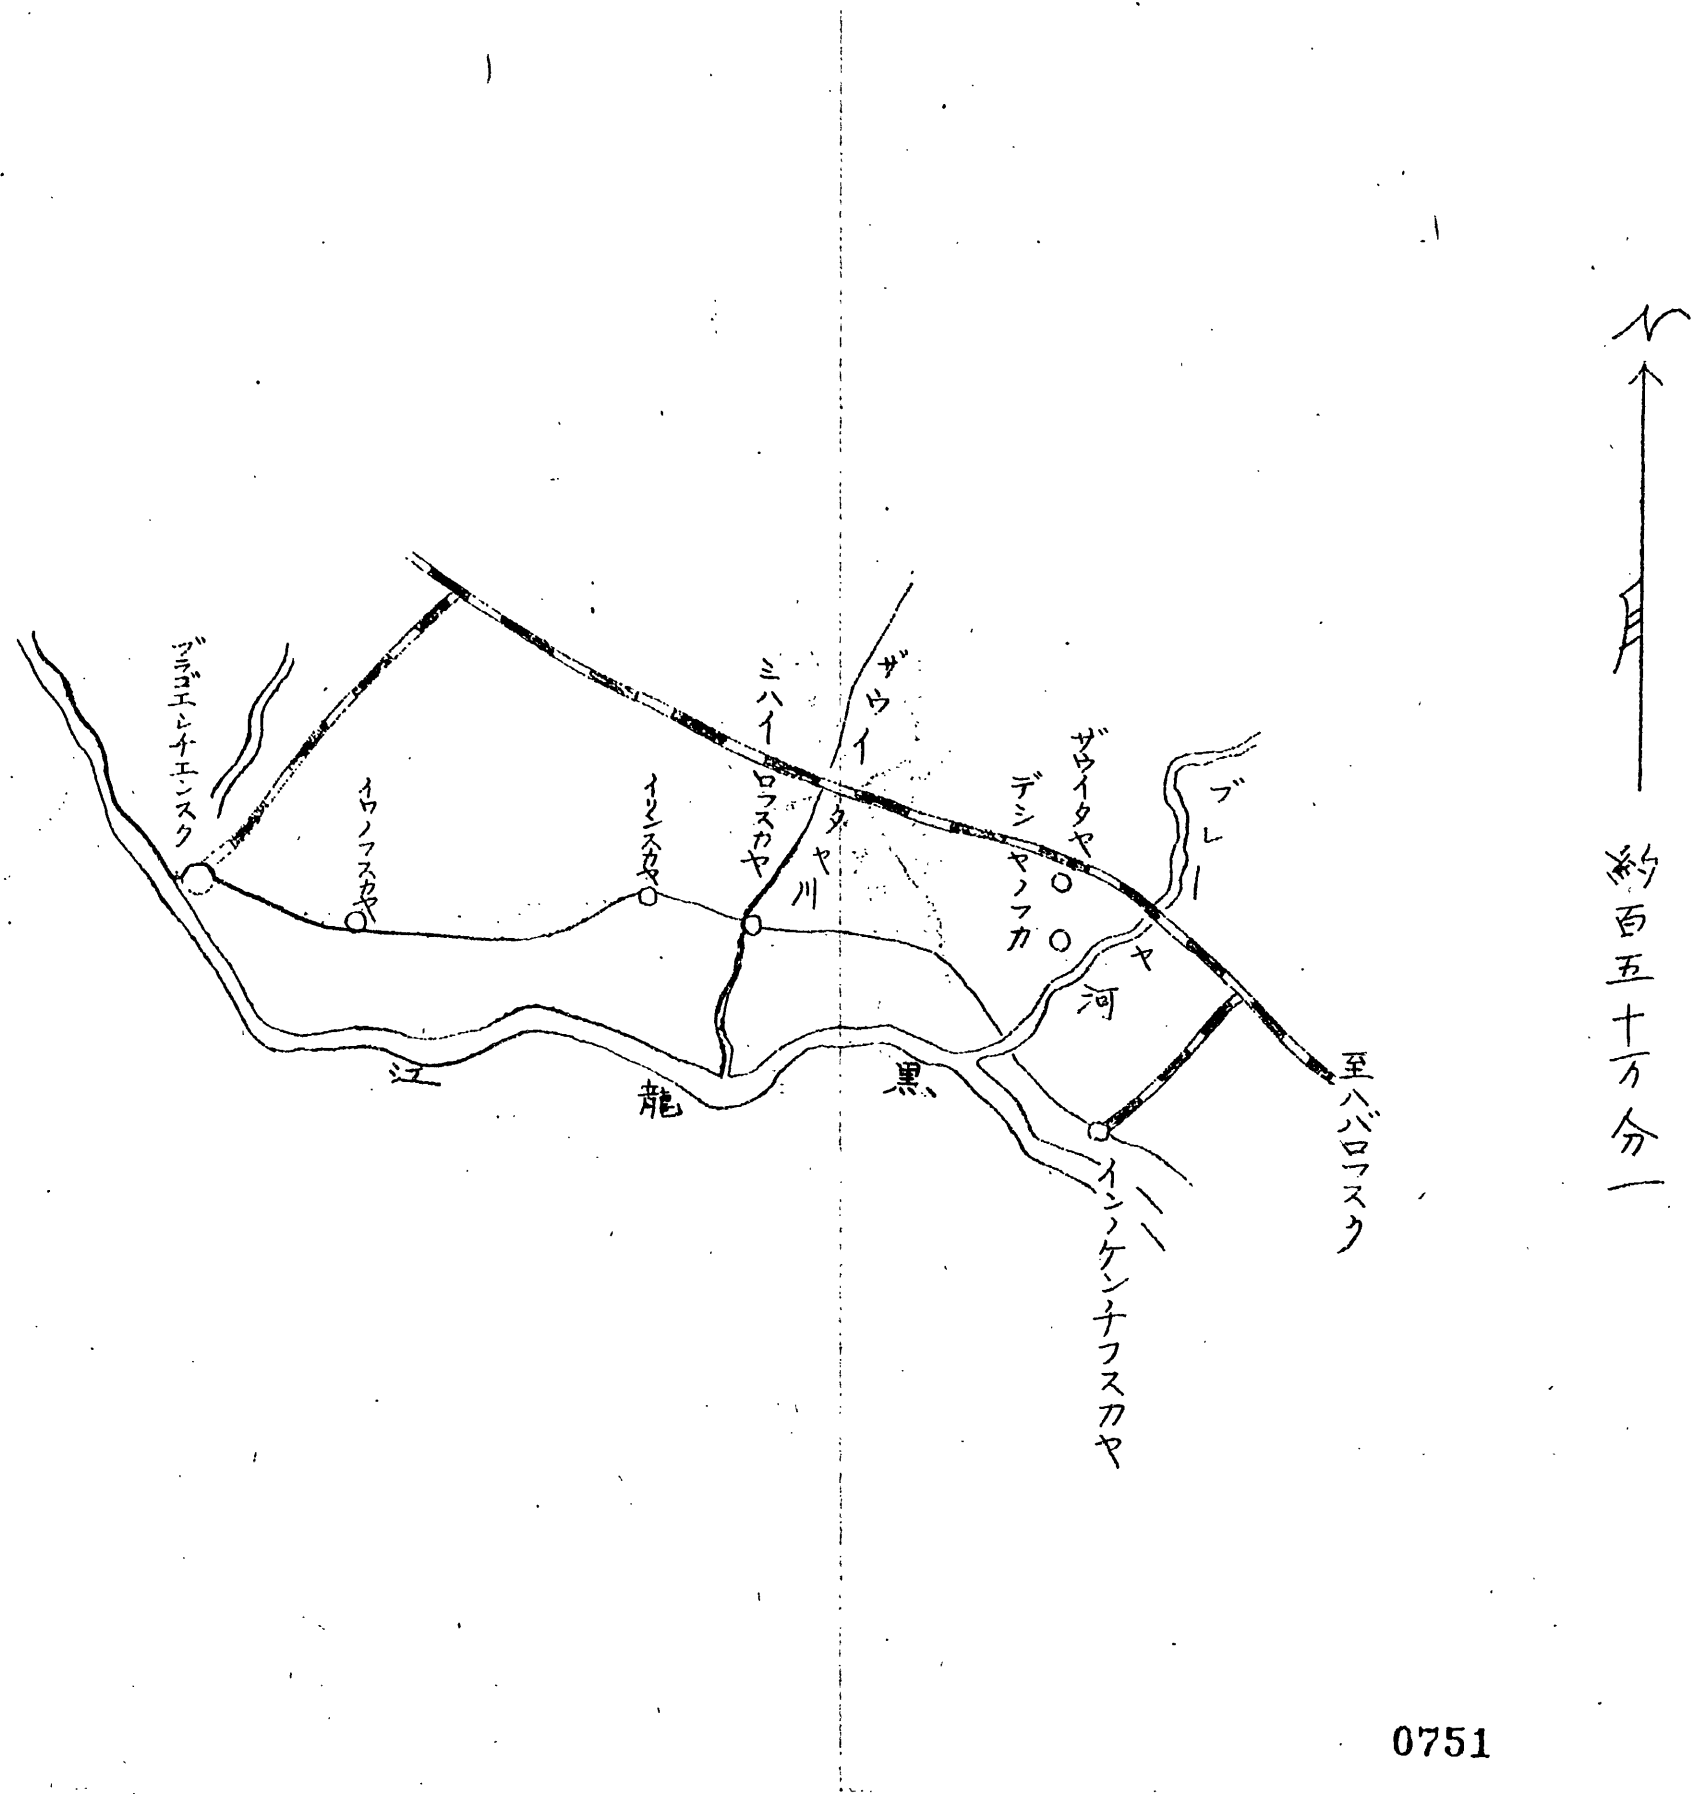 N
約百五十万分一
至ハバロフスク
ブレーヤ河
インノケンチフスカヤ
ザウイタヤ
デシヤノフカ
ザウイタヤ川
ミハイロフスカヤ
イリンスカヤ
イワノフスカヤ
ブラゴエシチエンスク
黒龍江
0751